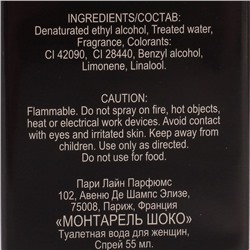 INGREDIENTS/СОСТАВ:
Denaturated ethyl alcohol, Treated water,
Fragrance, Colorants:
CI 42090, CI 28440, Benzyl alcohol,
Limonene, Linalool.
CAUTION:
Flammable. Do not spray on fire, hot objects,
heat or electrical work devices. Avoid contact
with eyes and irritated skin. Keep away from
children. Use only as directed.
Do not to drink.
Пари Лайн Парфюмс
102, Авеню Де Шампс Элизе,
75008, Париж, Франция
«МОНТАРЕЛЬ ШОКО»
Туалетная вода для женщин,
Спрей 55 мл.